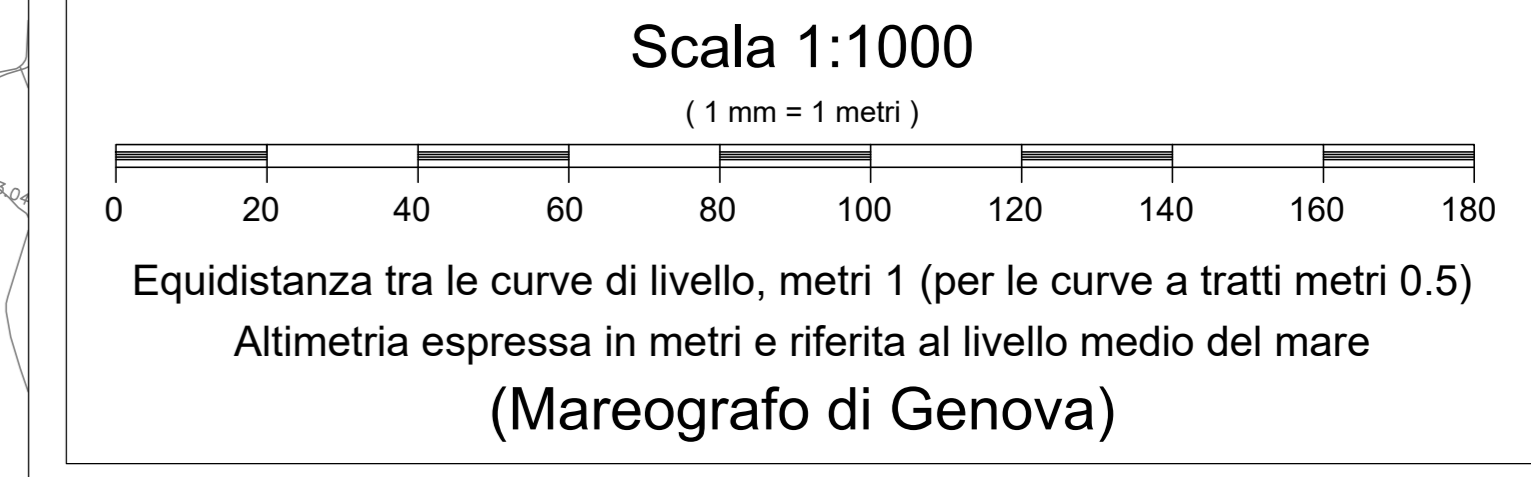 Scala 1:1000
( 1 mm = 1 metri )
0 20 40 60 80 100 120 140 160 180
Equidistanza tra le curve di livello, metri 1 (per le curve a tratti metri 0.5)
Altimetria espressa in metri e riferita al livello medio del mare
(Mareografo di Genova)